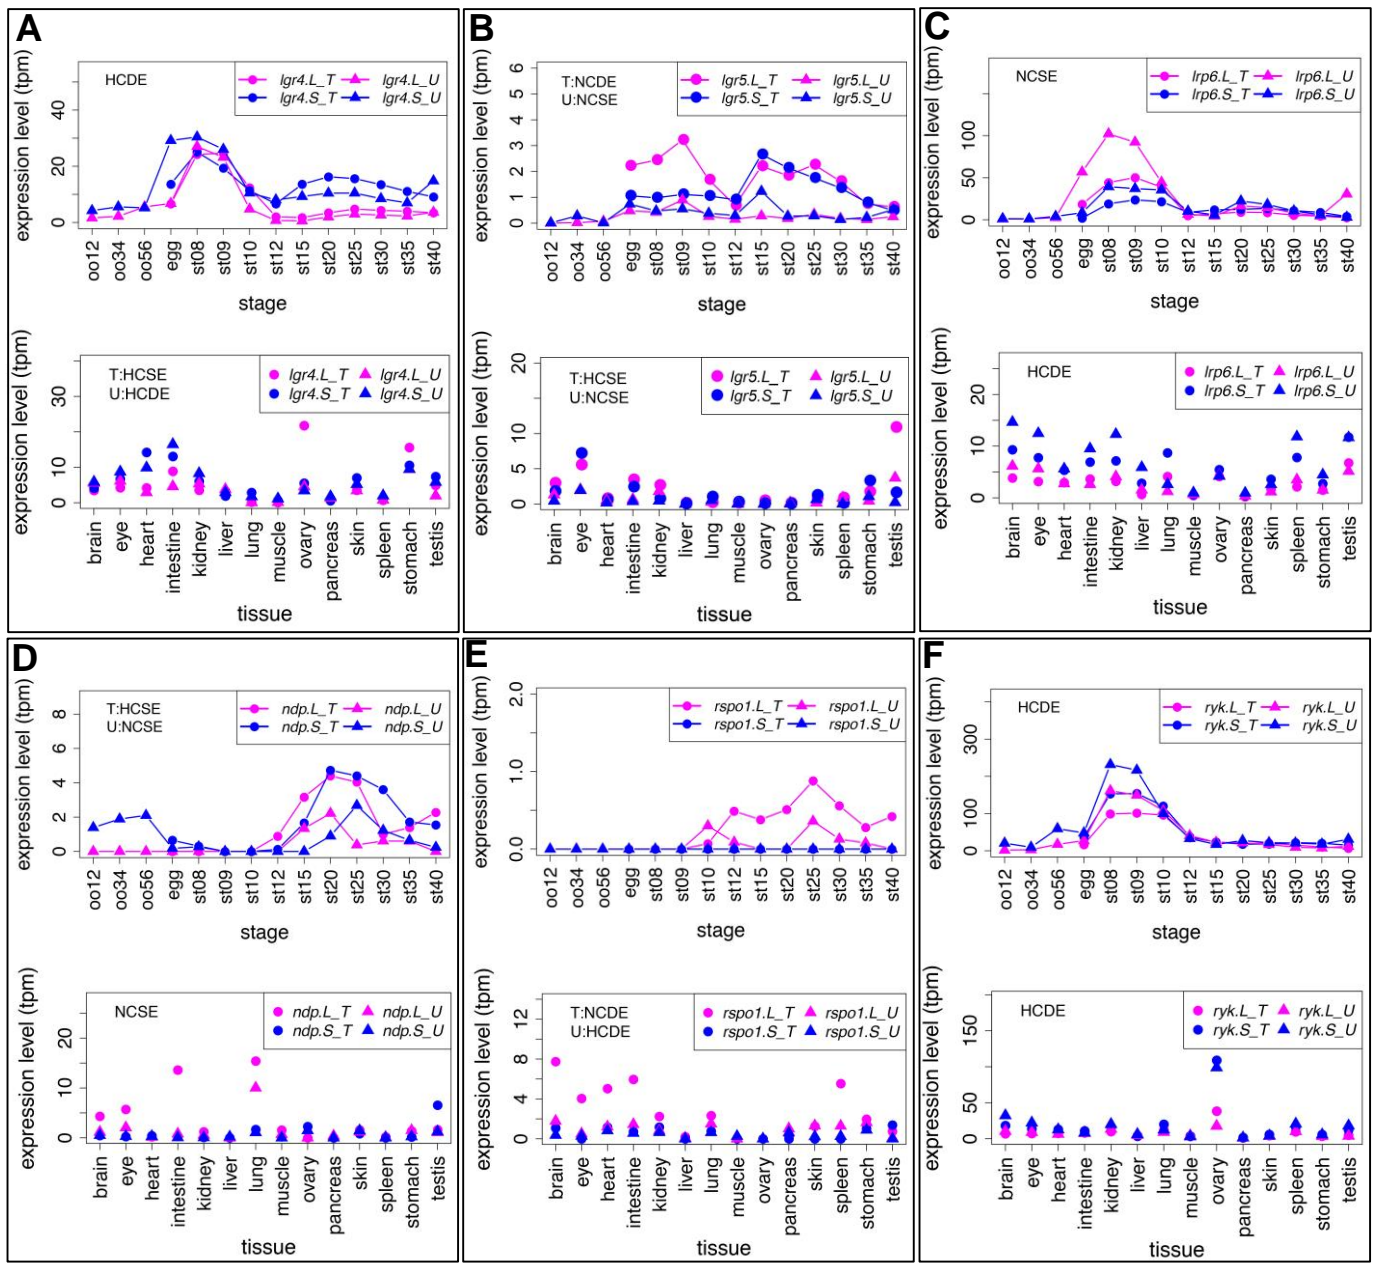 A
expression level (tpm)
HCDE
lgr4.L_T lgr4.L_U
lgr4.S_T lgr4.S_U
0 20 40
oo12 oo34 oo56 egg st08 st09 st10 st12 st15 st20 st25 st30 st35 st40
stage
expression level (tpm)
T:HCSE
U:HCDE
lgr4.L_T lgr4.L_U
lgr4.S_T lgr4.S_U
0 10 30
brain eye heart intestine kidney liver lung muscle ovary pancreas skin spleen stomach testis
tissue
B
expression level (tpm)
T:NCDE
U:NCSE
lgr5.L_T lgr5.L_U
lgr5.S_T lgr5.S_U
0 1 2 3 4 5 6
oo12 oo34 oo56 egg st08 st09 st10 st12 st15 st20 st25 st30 st35 st40
stage
expression level (tpm)
T:HCSE
U:NCSE
lgr5.L_T lgr5.L_U
lgr5.S_T lgr5.S_U
0 5 10 20
brain eye heart intestine kidney liver lung muscle ovary pancreas skin spleen stomach testis
tissue
C
expression level (tpm)
NCSE
lrp6.L_T lrp6.L_U
lrp6.S_T lrp6.S_U
0 50 100
oo12 oo34 oo56 egg st08 st09 st10 st12 st15 st20 st25 st30 st35 st40
stage
expression level (tpm)
HCDE
lrp6.L_T lrp6.L_U
lrp6.S_T lrp6.S_U
0 10 20
brain eye heart intestine kidney liver lung muscle ovary pancreas skin spleen stomach testis
tissue
D
expression level (tpm)
T:HCSE
U:NCSE
ndp.L_T ndp.L_U
ndp.S_T ndp.S_U
0 2 4 6 8
oo12 oo34 oo56 egg st08 st09 st10 st12 st15 st20 st25 st30 st35 st40
stage
expression level (tpm)
NCSE
ndp.L_T ndp.L_U
ndp.S_T ndp.S_U
0 10 20
brain eye heart intestine kidney liver lung muscle ovary pancreas skin spleen stomach testis
tissue
E
expression level (tpm)
rspo1.L_T rspo1.L_U
rspo1.S_T rspo1.S_U
0.0 1.0 2.0
oo12 oo34 oo56 egg st08 st09 st10 st12 st15 st20 st25 st30 st35 st40
stage
expression level (tpm)
T:NCDE
U:HCDE
rspo1.L_T rspo1.L_U
rspo1.S_T rspo1.S_U
0 4 8 12
brain eye heart intestine kidney liver lung muscle ovary pancreas skin spleen stomach testis
tissue
F
expression level (tpm)
HCDE
ryk.L_T ryk.L_U
ryk.S_T ryk.S_U
0 100 300
oo12 oo34 oo56 egg st08 st09 st10 st12 st15 st20 st25 st30 st35 st40
stage
expression level (tpm)
HCDE
ryk.L_T ryk.L_U
ryk.S_T ryk.S_U
0 50 150
brain eye heart intestine kidney liver lung muscle ovary pancreas skin spleen stomach testis
tissue